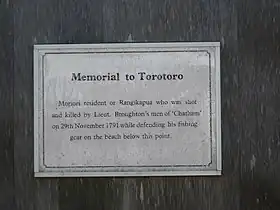 Memorial to Torotoro
Moriori resident of Rangikapua who was shot
and killed by Lieut. Broughton's men of 'Chatham'
on 29th November 1791 while defending his fishing
gear on the beach below this point.